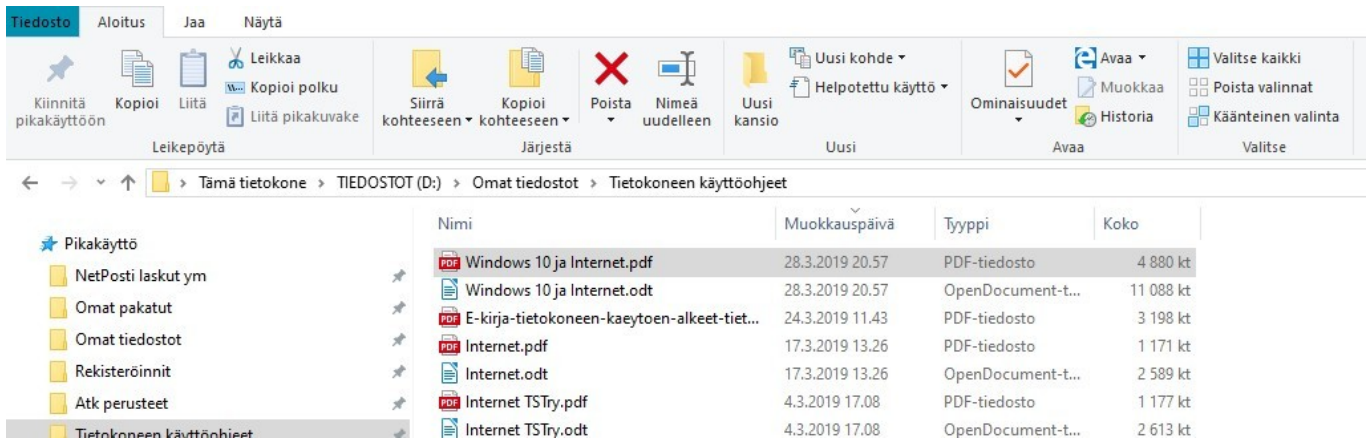 Tiedosto Aloitus Jaa Näytä
Kiinnitä pikakäyttöön
Kopioi
Liitä
Leikkaa
Kopioi polku
Liitä pikakuvake
Leikepöytä
Siirrä kohteeseen
Kopioi kohteeseen
Poista
Nimeä uudelleen
Järjestä
Uusi kansio
Uusi kohde
Helpotettu käyttö
Uusi
Ominaisuudet
Avaa
Muokkaa
Historia
Avaa
Valitse kaikki
Poista valinnat
Käänteinen valinta
Valitse
Tämä tietokone > TIEDOSTOT (D:) > Omat tiedostot > Tietokoneen käyttöohjeet
Pikakäyttö
NetPosti laskut ym
Omat pakatut
Omat tiedostot
Rekisteröinnit
Atk perusteet
Tietokoneen käyttöohjeet
Nimi Muokkauspäivä Tyyppi Koko
PDF Windows 10 ja Internet.pdf 28.3.2019 20.57 PDF-tiedosto 4 880 kt
Windows 10 ja Internet.odt 28.3.2019 20.57 OpenDocument-t... 11 088 kt
PDF E-kirja-tietokoneen-kaeytoen-alkeet-tiet... 24.3.2019 11.43 PDF-tiedosto 3 198 kt
PDF Internet.pdf 17.3.2019 13.26 PDF-tiedosto 1 171 kt
Internet.odt 17.3.2019 13.26 OpenDocument-t... 2 589 kt
PDF Internet TSTry.pdf 4.3.2019 17.08 PDF-tiedosto 1 177 kt
Internet TSTry.odt 4.3.2019 17.08 OpenDocument-t... 2 613 kt